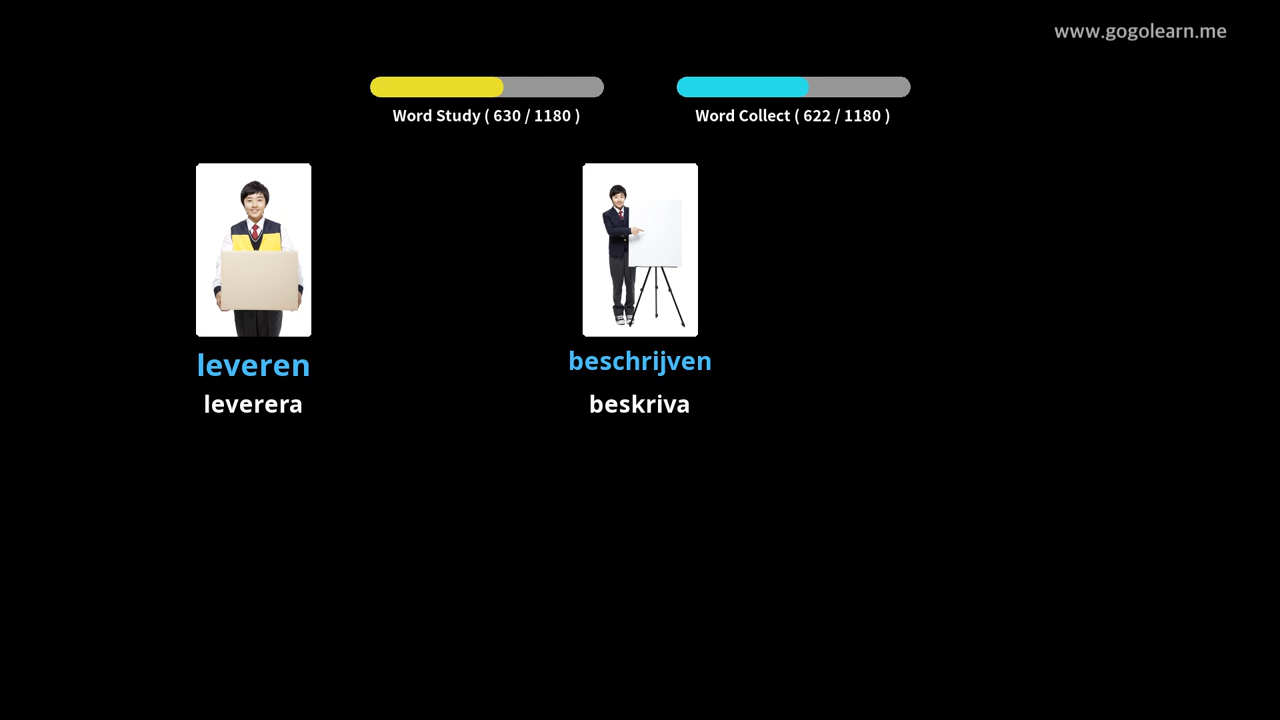 www.gogolearn.me
Word Study ( 630 / 1180 )
Word Collect ( 622 / 1180 )
leveren
leverera
beschrijven
beskriva